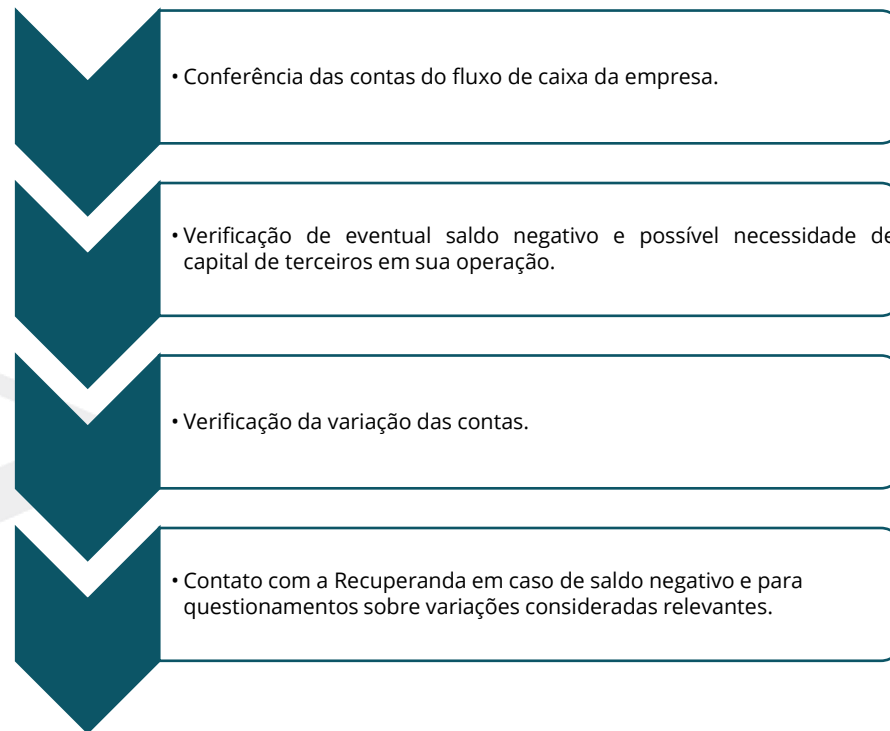 • Conferência das contas do fluxo de caixa da empresa.
• Verificação de eventual saldo negativo e possível necessidade de
capital de terceiros em sua operação.
• Verificação da variação das contas.
• Contato com a Recuperanda em caso de saldo negativo e para
questionamentos sobre variações consideradas relevantes.